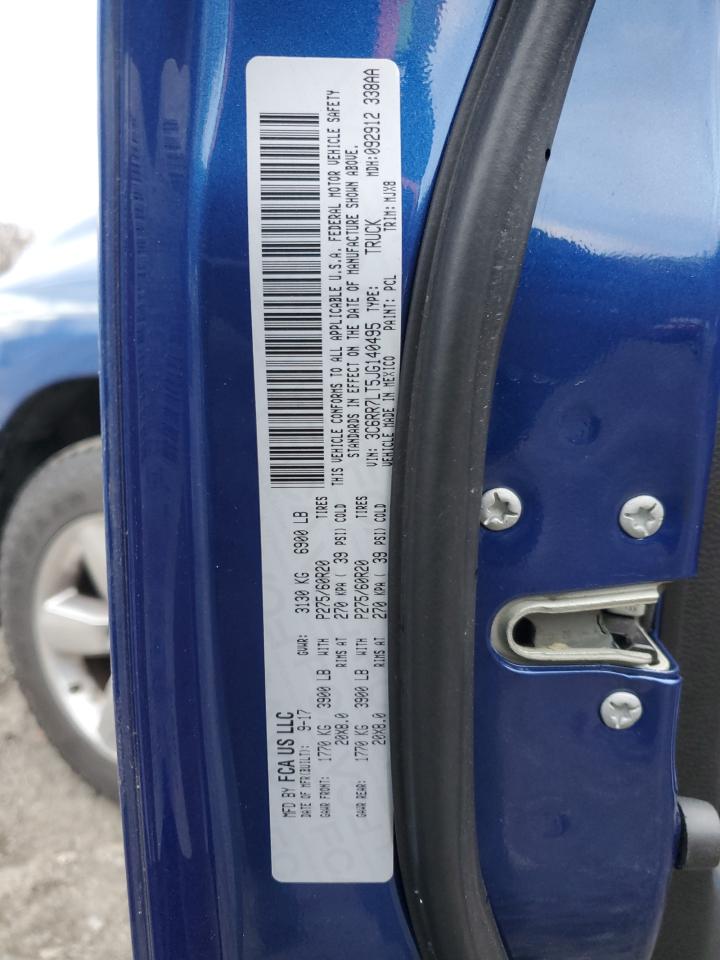 MFD BY FCA US LLC
DATE OF MFR(BUILT): 9-17 GVWR: 3130 KG 6900 LB
GAWR FRONT: 1770 KG 3900 LB WITH P275/60R20 TIRES
20X8.0 RIMS AT 270 KPA ( 39 PSI) COLD
GAWR REAR: 1770 KG 3900 LB WITH P275/60R20 TIRES
20X8.0 RIMS AT 270 KPA ( 39 PSI) COLD
THIS VEHICLE CONFORMS TO ALL APPLICABLE U.S.A. FEDERAL MOTOR VEHICLE SAFETY
STANDARDS IN EFFECT ON THE DATE OF MANUFACTURE SHOWN ABOVE.
VIN: 3C6RR7LT5JG140495 TYPE: TRUCK MDH:092912 338AA
VEHICLE MADE IN MEXICO PAINT: PCL TRIM: MJX8